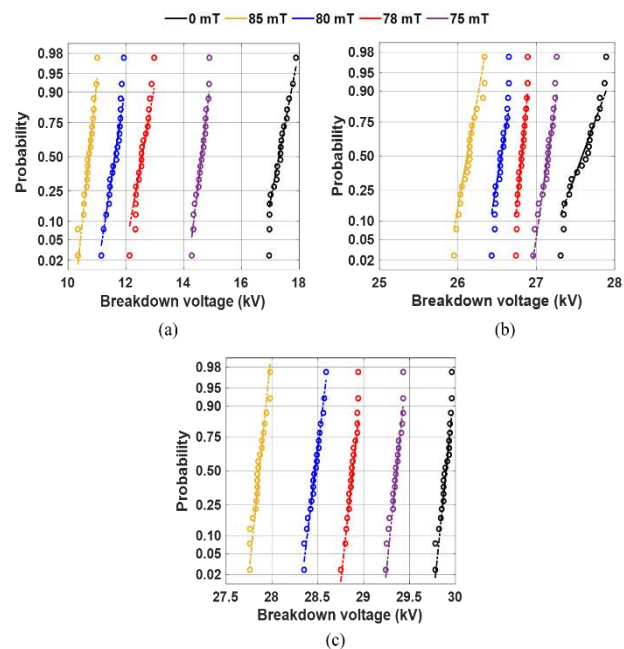 0 mT 85 mT 80 mT 78 mT 75 mT
Probability
0.98
0.95
0.90
0.75
0.50
0.25
0.10
0.05
0.02
10 11 12 13 14 15 16 17 18
Breakdown voltage (kV)
(a)
Probability
0.98
0.95
0.90
0.75
0.50
0.25
0.10
0.05
0.02
25 26 27 28
Breakdown voltage (kV)
(b)
Probability
0.98
0.95
0.90
0.75
0.50
0.25
0.10
0.05
0.02
27.5 28 28.5 29 29.5 30
Breakdown voltage (kV)
(c)